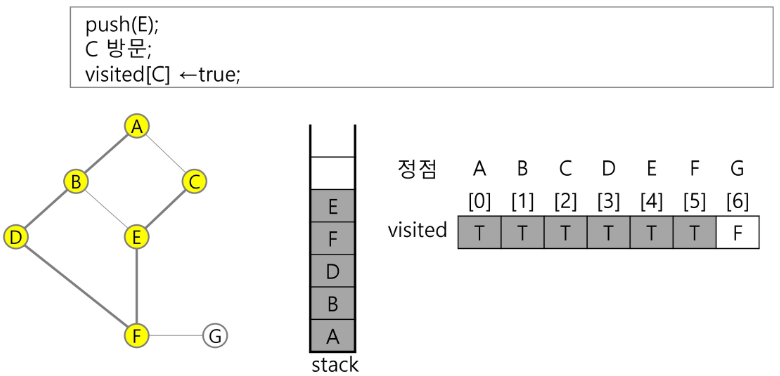 push(E);
C 방문;
visited[C] ←true;
A
B
C
D
E
F
G
E
F
D
B
A
stack
정점 A B C D E F G
[0] [1] [2] [3] [4] [5] [6]
visited T T T T T T F